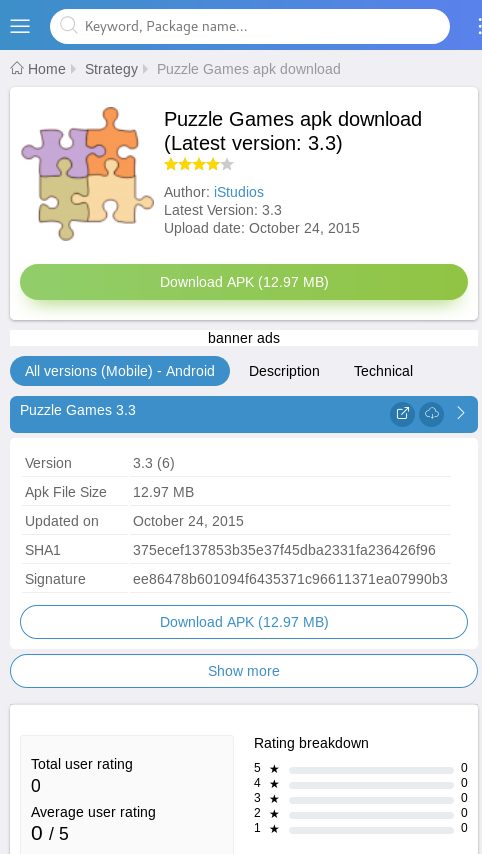 Keyword, Package name...
Home Strategy Puzzle Games apk download
Puzzle Games apk download
(Latest version: 3.3)
Author: iStudios
Latest Version: 3.3
Upload date: October 24, 2015
Download APK (12.97 MB)
banner ads
All versions (Mobile) - Android Description Technical
Puzzle Games 3.3
Version 3.3 (6)
Apk File Size 12.97 MB
Updated on October 24, 2015
SHA1 375ecef137853b35e37f45dba2331fa236426f96
Signature ee86478b601094f6435371c96611371ea07990b3
Download APK (12.97 MB)
Show more
Rating breakdown
Total user rating
0
Average user rating
0 / 5
5 ★ 0
4 ★ 0
3 ★ 0
2 ★ 0
1 ★ 0